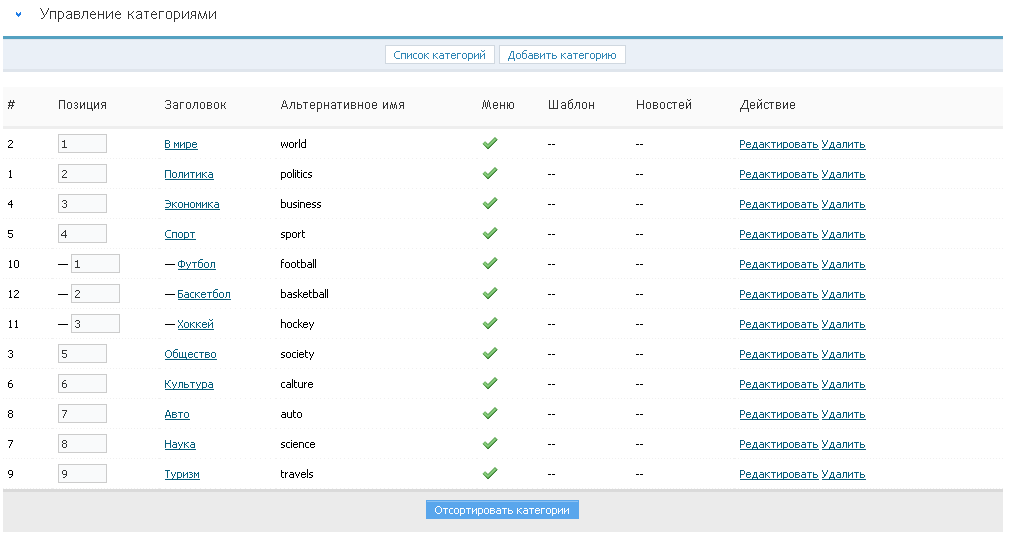 Управление категориями
Список категорий Добавить категорию
# Позиция Заголовок Альтернативное имя Меню Шаблон Новостей Действие
2 1 В мире world -- -- Редактировать Удалить
1 2 Политика politics -- -- Редактировать Удалить
4 3 Экономика business -- -- Редактировать Удалить
5 4 Спорт sport -- -- Редактировать Удалить
10 — 1 — Футбол football -- -- Редактировать Удалить
12 — 2 — Баскетбол basketball -- -- Редактировать Удалить
11 — 3 — Хоккей hockey -- -- Редактировать Удалить
3 5 Общество society -- -- Редактировать Удалить
6 6 Культура calture -- -- Редактировать Удалить
8 7 Авто auto -- -- Редактировать Удалить
7 8 Наука science -- -- Редактировать Удалить
9 9 Туризм travels -- -- Редактировать Удалить
Отсортировать категории